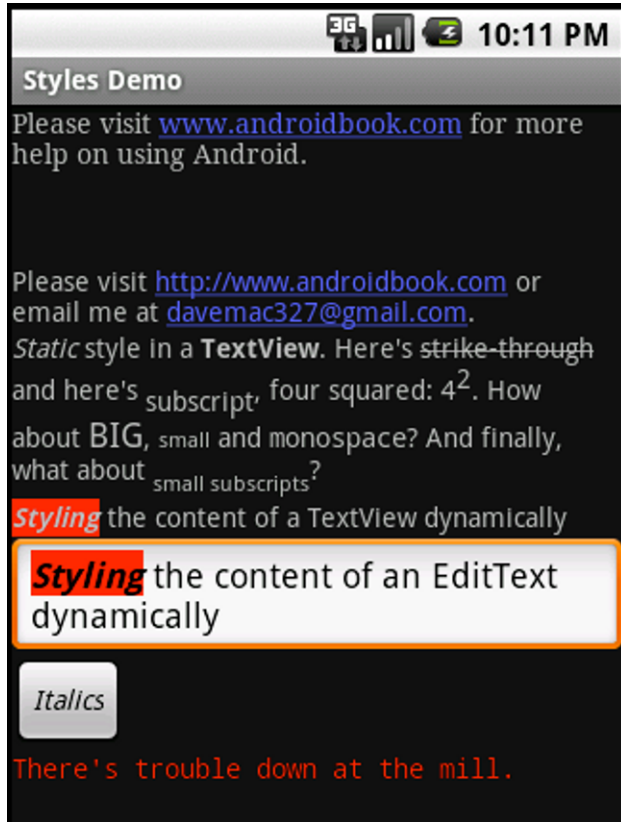 3G 10:11 PM
Styles Demo
Please visit www.androidbook.com for more
help on using Android.
Please visit http://www.androidbook.com or
email me at davemac327@gmail.com.
Static style in a TextView. Here's strike-through
and here's subscript, four squared: 4². How
about BIG, small and monospace? And finally,
what about small subscripts?
Styling the content of a TextView dynamically
Styling the content of an EditText
dynamically
Italics
There's trouble down at the mill.